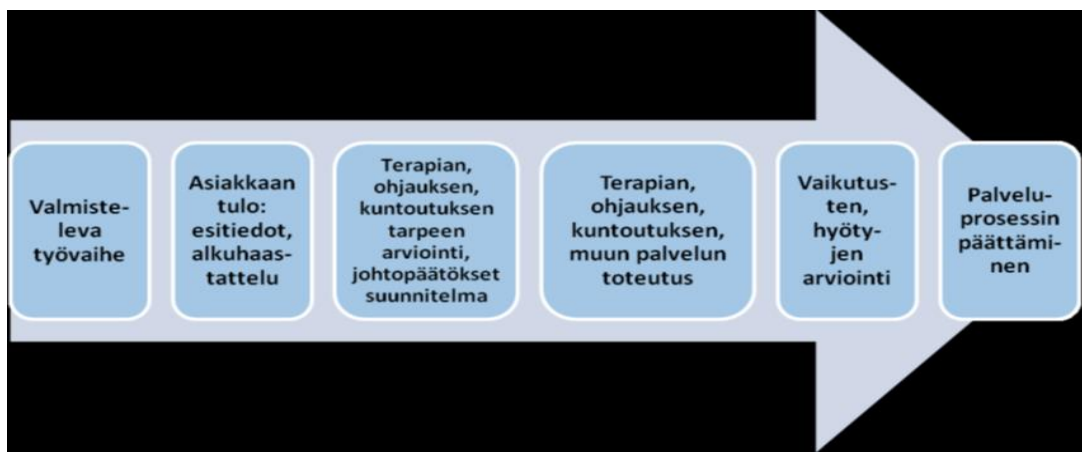 Valmiste-
leva
työvaihe
Asiakkaan
tulo:
esitiedot,
alkuhaas-
tattelu
Terapian,
ohjauksen,
kuntoutuksen
tarpeen
arviointi,
johtopäätökset
suunnitelma
Terapian,
ohjauksen,
kuntoutuksen,
muun palvelun
toteutus
Vaikutus-
ten,
hyöty-
jen
arviointi
Palvelu-
prosessin
päättämi-
nen